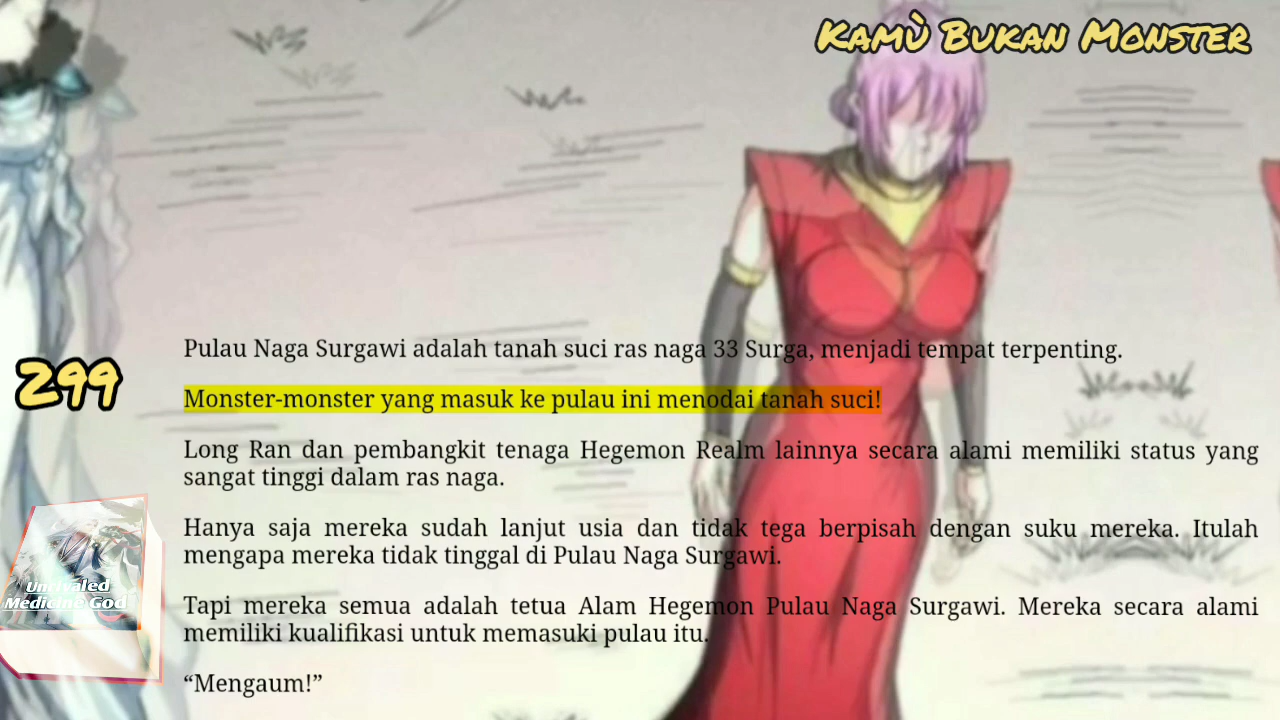 Kamù Bukan Monster
Pulau Naga Surgawi adalah tanah suci ras naga 33 Surga, menjadi tempat terpenting.
299
Monster-monster yang masuk ke pulau ini menodai tanah suci!
Long Ran dan pembangkit tenaga Hegemon Realm lainnya secara alami memiliki status yang
sangat tinggi dalam ras naga.
Hanya saja mereka sudah lanjut usia dan tidak tega berpisah dengan suku mereka. Itulah
mengapa mereka tidak tinggal di Pulau Naga Surgawi.
Unrivaled
Medicine God
Tapi mereka semua adalah tetua Alam Hegemon Pulau Naga Surgawi. Mereka secara alami
memiliki kualifikasi untuk memasuki pulau itu.
“Mengaum!”